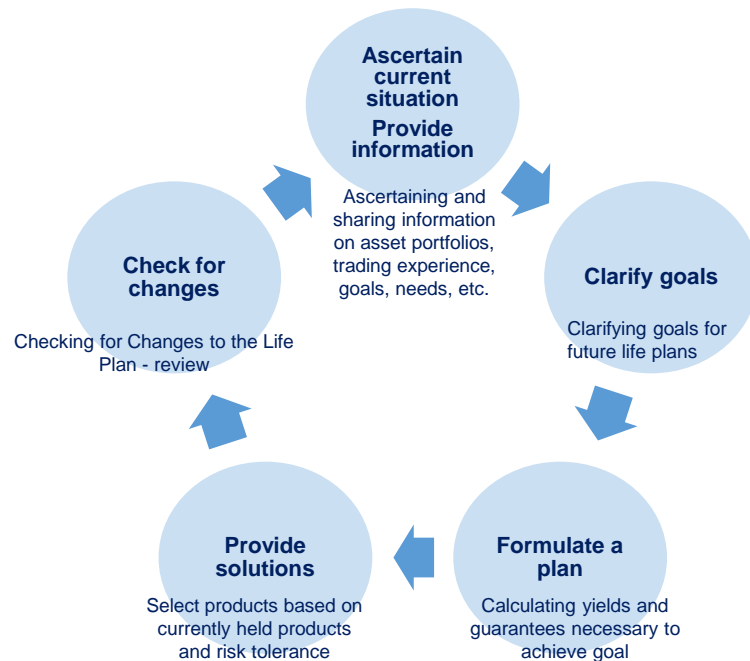 Ascertain
current
situation
Provide
information
Ascertaining and
sharing information
on asset portfolios,
trading experience,
goals, needs, etc.
Clarify goals
Clarifying goals for
future life plans
Formulate a
plan
Calculating yields and
guarantees necessary to
achieve goal
Provide
solutions
Select products based on
currently held products
and risk tolerance
Check for
changes
Checking for Changes to the Life
Plan - review